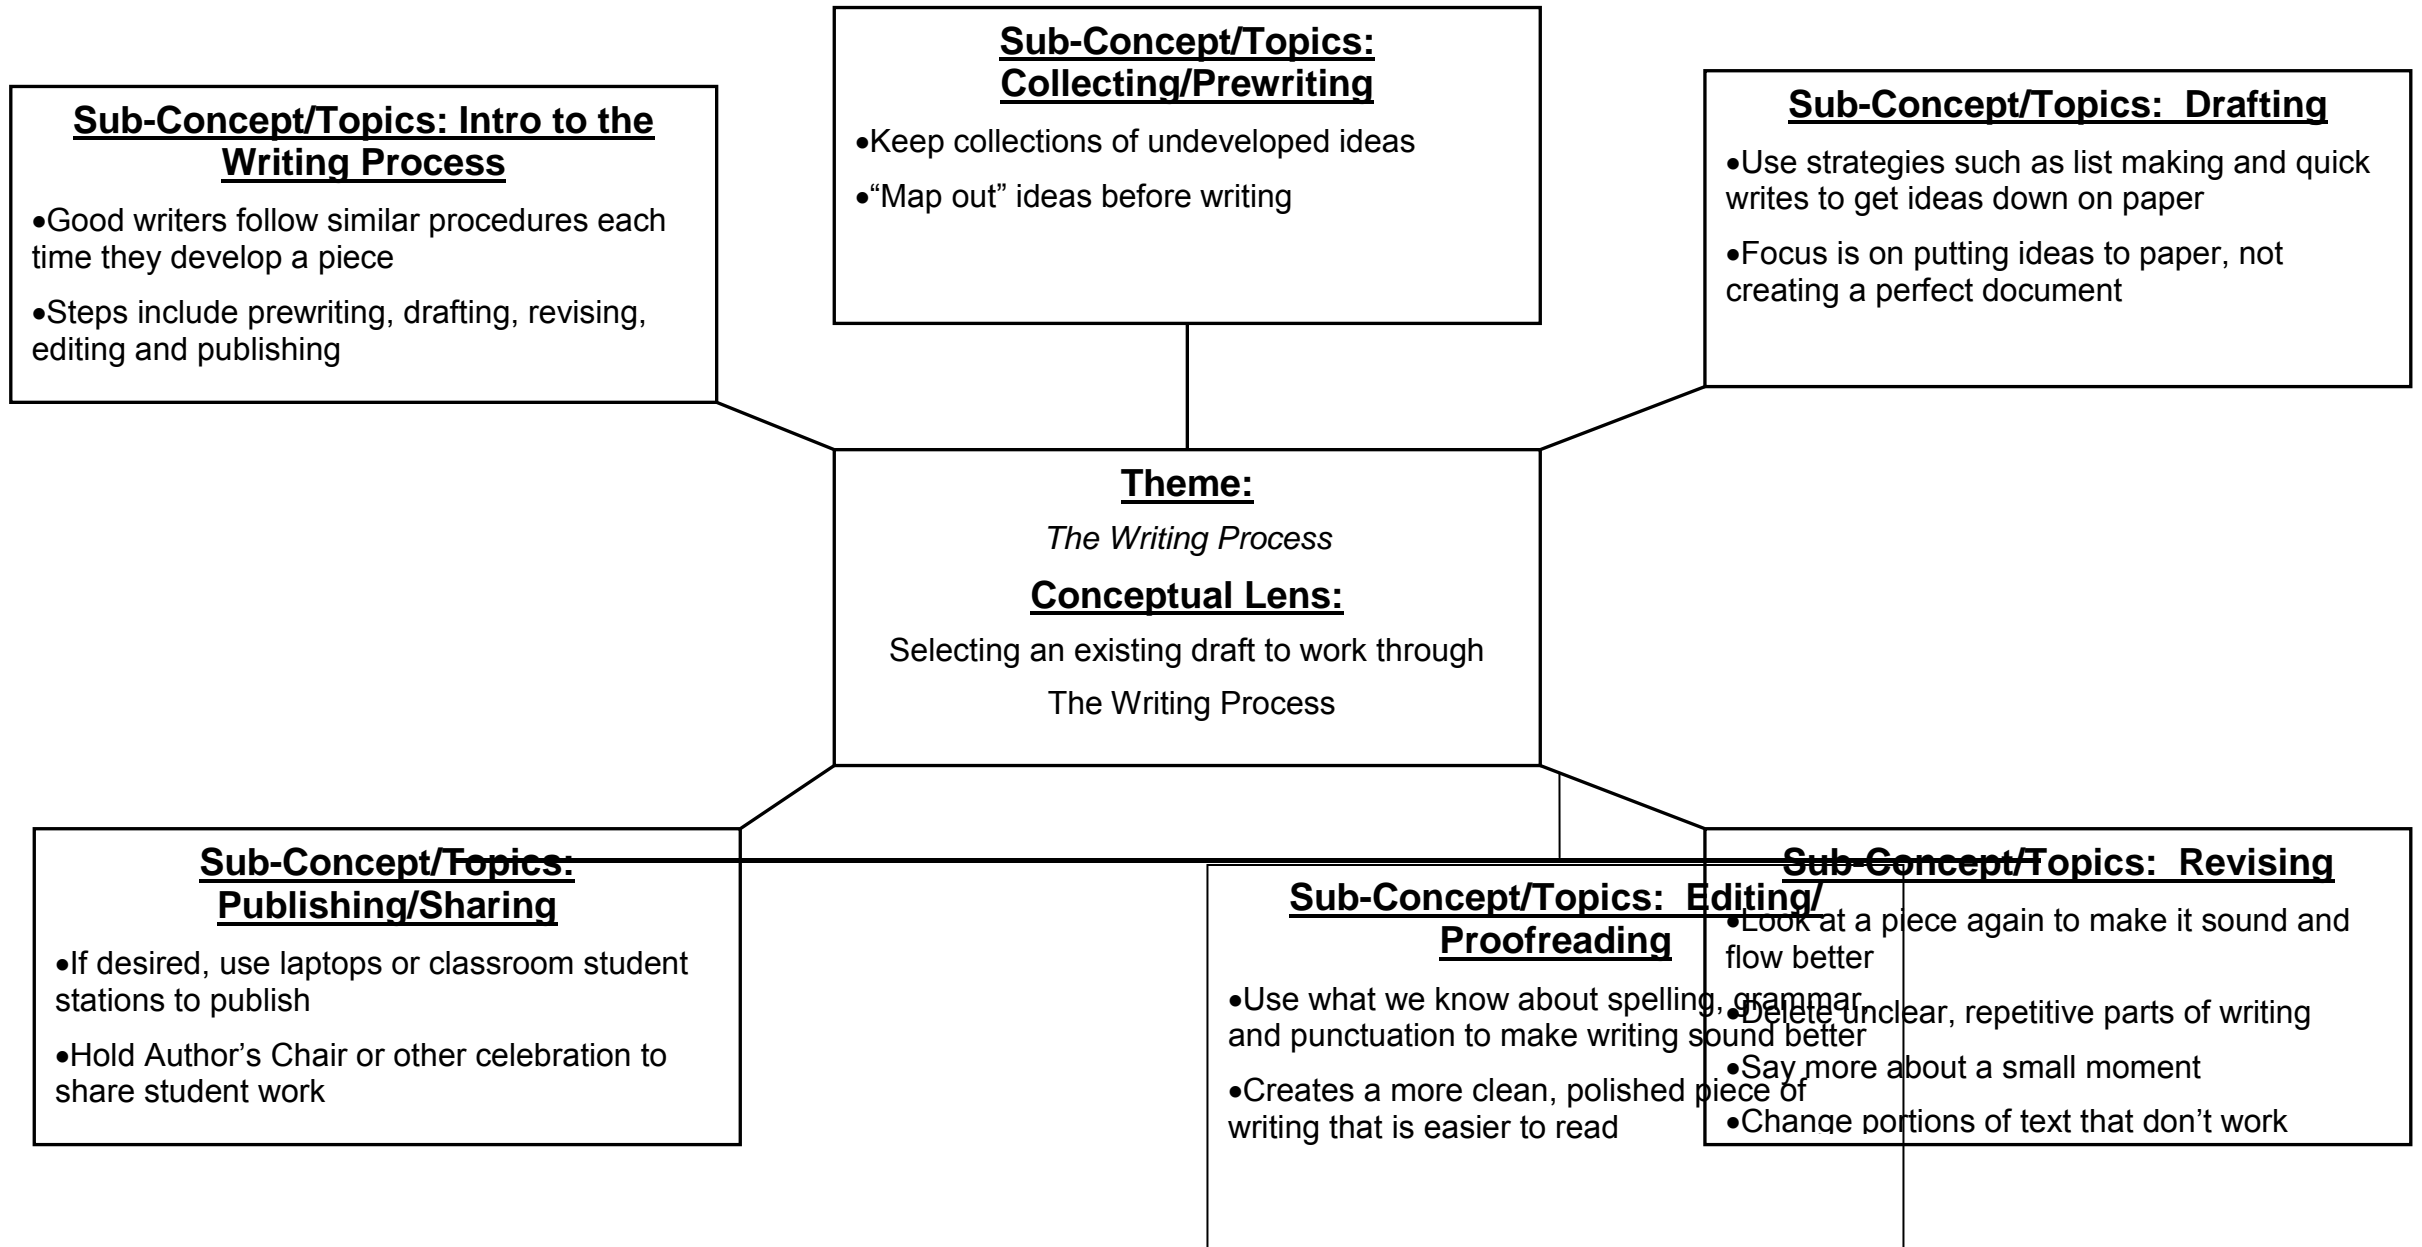 Sub-Concept/Topics: Intro to the
Writing Process
•Good writers follow similar procedures each
time they develop a piece
•Steps include prewriting, drafting, revising,
editing and publishing
Sub-Concept/Topics:
Collecting/Prewriting
•Keep collections of undeveloped ideas
•“Map out” ideas before writing
Sub-Concept/Topics:  Drafting
•Use strategies such as list making and quick
writes to get ideas down on paper
•Focus is on putting ideas to paper, not
creating a perfect document
Theme:
The Writing Process
Conceptual Lens:
Selecting an existing draft to work through
The Writing Process
Sub-Concept/Topics:
Publishing/Sharing
•If desired, use laptops or classroom student
stations to publish
•Hold Author’s Chair or other celebration to
share student work
Sub-Concept/Topics:  Editing/
Proofreading
•Use what we know about spelling, grammar,
and punctuation to make writing sound better
•Creates a more clean, polished piece of
writing that is easier to read
Sub-Concept/Topics:  Revising
•Look at a piece again to make it sound and
flow better
•Delete unclear, repetitive parts of writing
•Say more about a small moment
•Change portions of text that don’t work